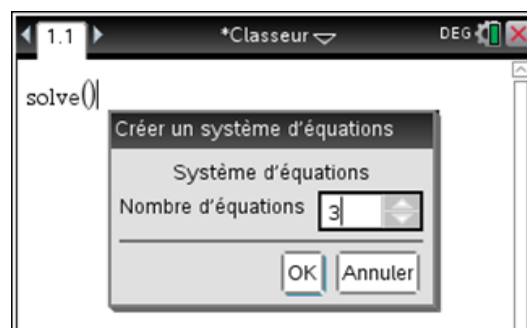 1.1 *Classeur DEG
solve()
Créer un système d'équations
Système d'équations
Nombre d'équations 3
OK Annuler